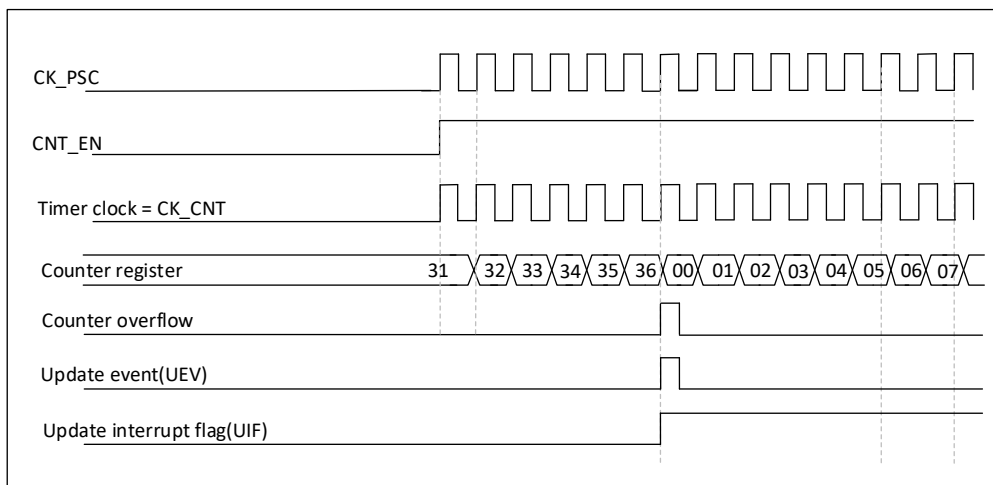 CK_PSC
CNT_EN
Timer clock = CK_CNT
Counter register 31 32 33 34 35 36 00 01 02 03 04 05 06 07
Counter overflow
Update event(UEV)
Update interrupt flag(UIF)